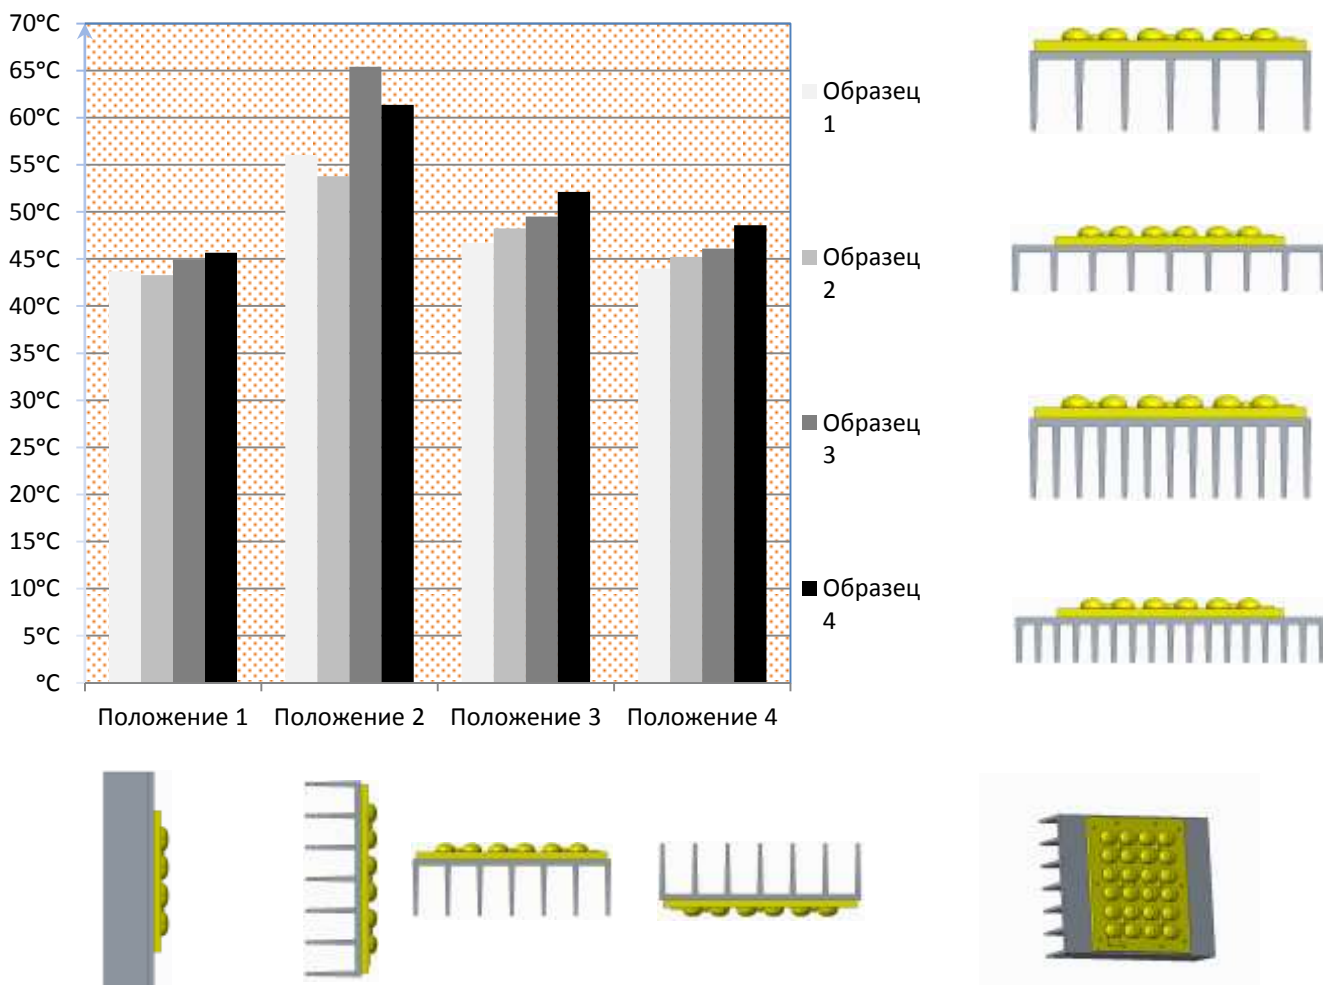 70°C
65°C
60°C
55°C
50°C
45°C
40°C
35°C
30°C
25°C
20°C
15°C
10°C
5°C
°C
Положение 1
Положение 2
Положение 3
Положение 4
Образец
1
Образец
2
Образец
3
Образец
4